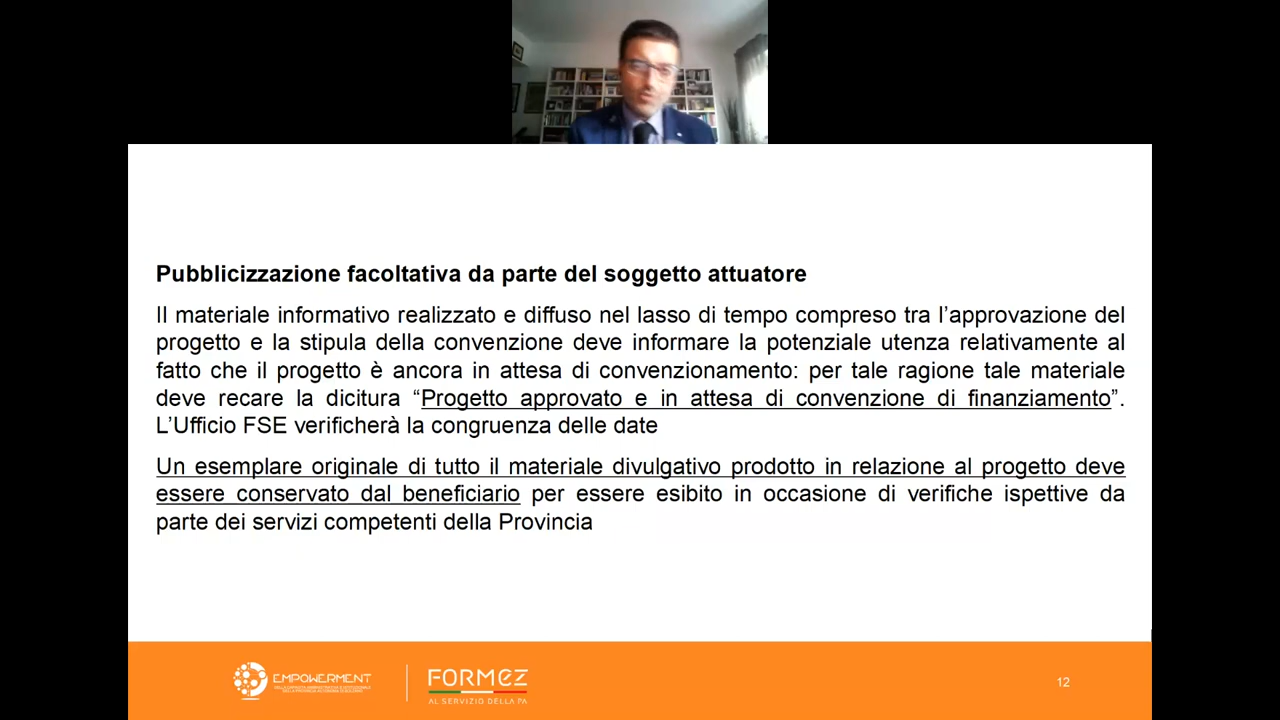 Pubblicizzazione facoltativa da parte del soggetto attuatore
Il materiale informativo realizzato e diffuso nel lasso di tempo compreso tra l’approvazione del
progetto e la stipula della convenzione deve informare la potenziale utenza relativamente al
fatto che il progetto è ancora in attesa di convenzionamento: per tale ragione tale materiale
deve recare la dicitura “Progetto approvato e in attesa di convenzione di finanziamento”.
L’Ufficio FSE verificherà la congruenza delle date
Un esemplare originale di tutto il materiale divulgativo prodotto in relazione al progetto deve
essere conservato dal beneficiario per essere esibito in occasione di verifiche ispettive da
parte dei servizi competenti della Provincia
EMPOWERMENT
FORMEZ
AL SERVIZIO DELLA PA
12